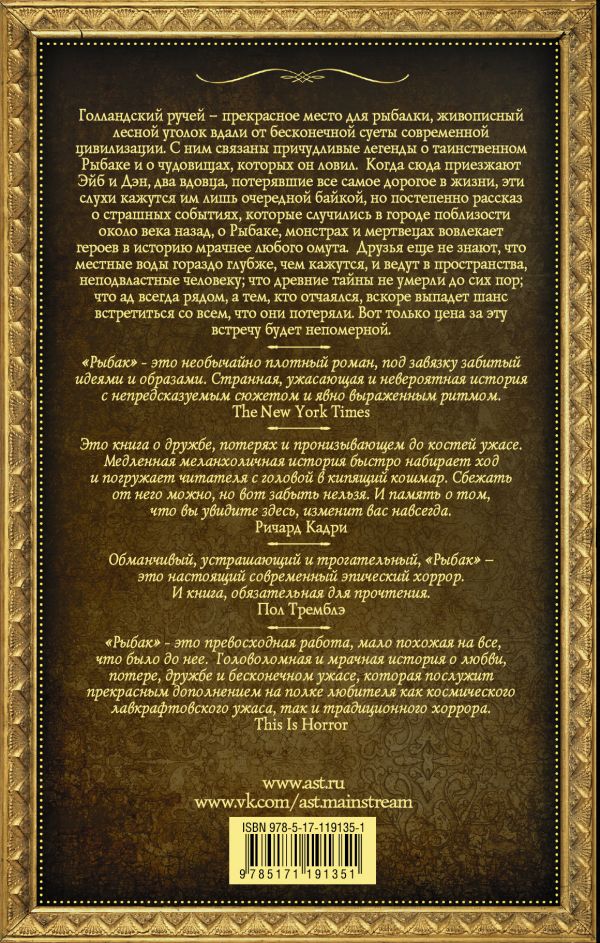 Голландский ручей – прекрасное место для рыбалки, живописный
лесной уголок вдали от бесконечной суеты современной
цивилизации. С ним связаны причудливые легенды о таинственном
Рыбаке и о чудовищах, которых он ловил. Когда сюда приезжают
Эйб и Дэн, два вдовца, потерявшие все самое дорогое в жизни, эти
слухи кажутся им лишь очередной байкой, но постепенно рассказ
о страшных событиях, которые случились в городе поблизости
около века назад, о Рыбаке, монстрах и мертвецах вовлекает
героев в историю мрачнее любого омута. Друзья еще не знают, что
местные воды гораздо глубже, чем кажутся, и ведут в пространства,
неподвластные человеку; что древние тайны не умерли до сих пор;
что ад всегда рядом, а тем, кто отчаялся, вскоре выпадет шанс
встретиться со всем, что они потеряли. Вот только цена за эту
встречу будет непомерной.
«Рыбак» - это необычайно плотный роман, под завязку забитый
идеями и образами. Странная, ужасающая и невероятная история
с непредсказуемым сюжетом и явно выраженным ритмом.
The New York Times
Это книга о дружбе, потерях и пронизывающем до костей ужасе.
Медленная меланхоличная история быстро набирает ход
и погружает читателя с головой в кипящий кошмар. Сбежать
от него можно, но вот забыть нельзя. И память о том,
что вы увидите здесь, изменит вас навсегда.
Ричард Кадри
Обманчивый, устрашающий и трогательный, «Рыбак» –
это настоящий современный эпический хоррор.
И книга, обязательная для прочтения.
Пол Тремблэ
«Рыбак» - это превосходная работа, мало похожая на все,
что было до нее. Головоломная и мрачная история о любви,
потере, дружбе и бесконечном ужасе, которая послужит
прекрасным дополнением на полке любителя как космического
лавкрафтовского ужаса, так и традиционного хоррора.
This Is Horror
www.ast.ru
www.vk.com/ast.mainstream
ISBN 978-5-17-119135-1
9 785171 191351